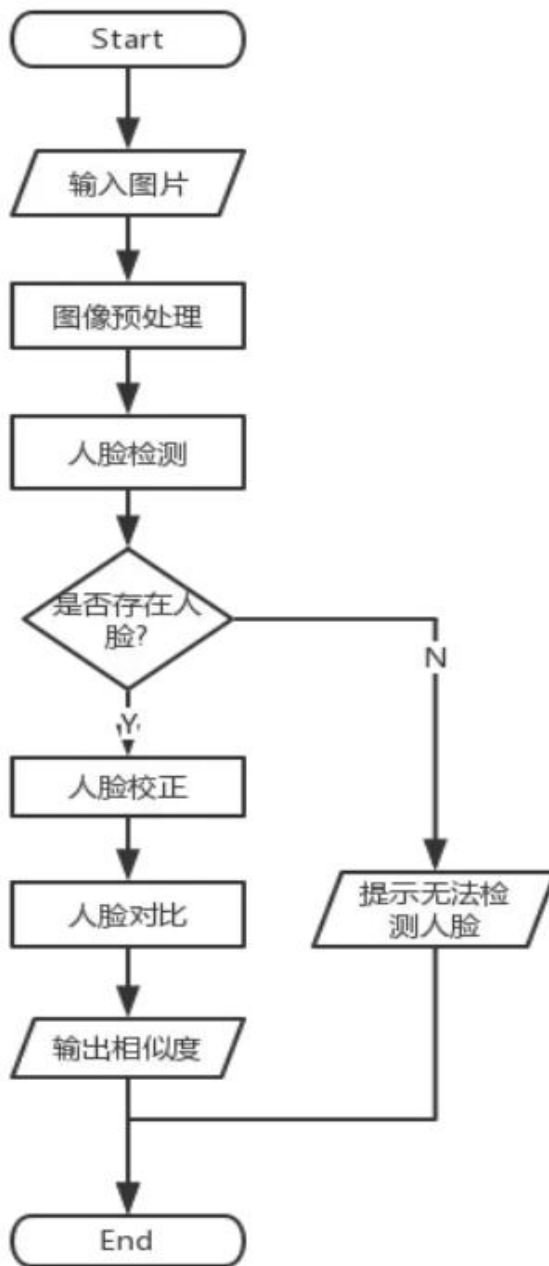 Start
输入图片
图像预处理
人脸检测
是否存在人
脸?
N
Y
人脸校正
人脸对比
提示无法检
测人脸
输出相似度
End